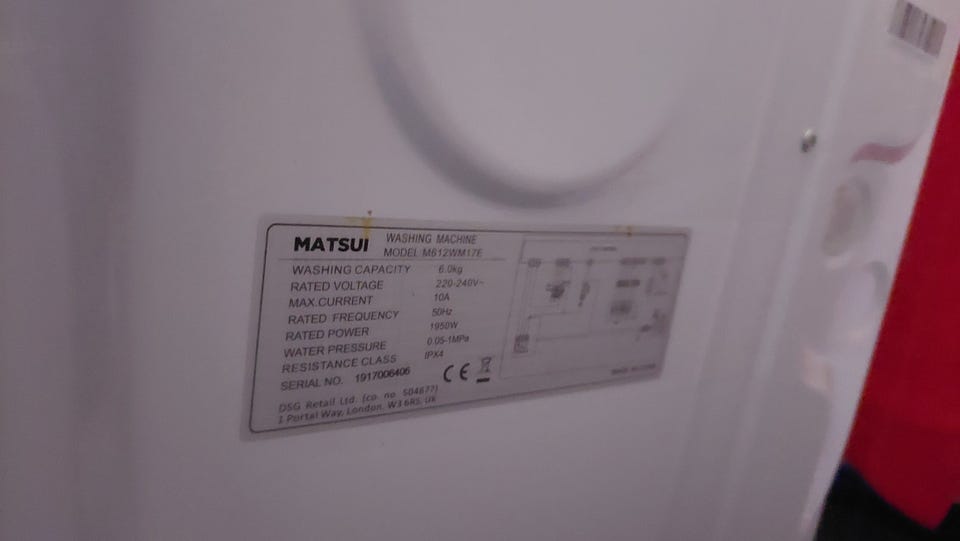 MATSUI WASHING MACHINE
MODEL M612WM17E
WASHING CAPACITY 6.0kg
RATED VOLTAGE 220-240V~
MAX.CURRENT 10A
RATED FREQUENCY 50Hz
RATED POWER 1950W
WATER PRESSURE 0.05-1MPa
RESISTANCE CLASS IPX4
SERIAL NO. 1917006406
CE
DSG Retail Ltd. (co. no. 504877)
1 Portal Way, London. W3 6RS, UK